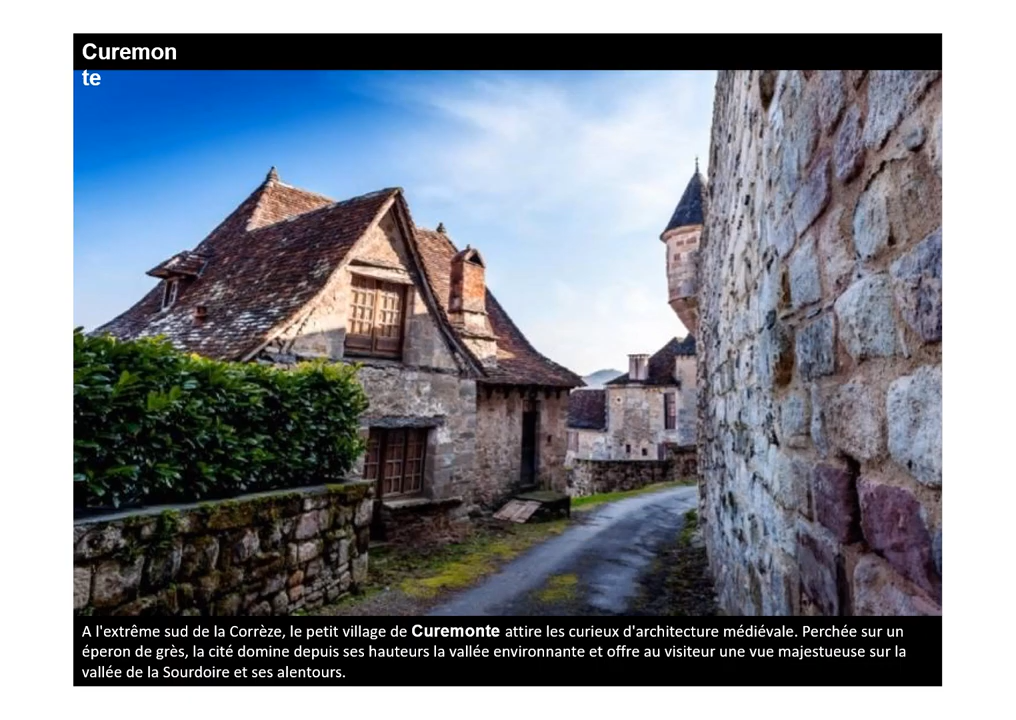 Curemon
te
A l'extrême sud de la Corrèze, le petit village de Curemonte attire les curieux d'architecture médiévale. Perchée sur un
éperon de grès, la cité domine depuis ses hauteurs la vallée environnante et offre au visiteur une vue majestueuse sur la
vallée de la Sourdoire et ses alentours.